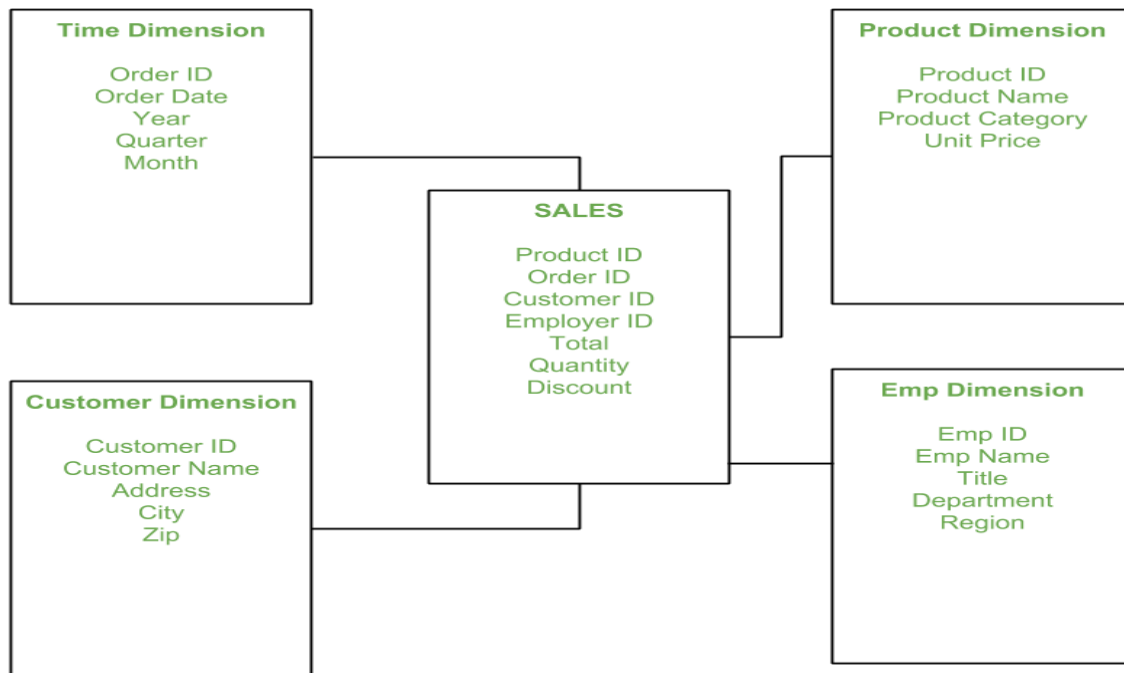 Time Dimension
Order ID
Order Date
Year
Quarter
Month
Product Dimension
Product ID
Product Name
Product Category
Unit Price
SALES
Product ID
Order ID
Customer ID
Employer ID
Total
Quantity
Discount
Customer Dimension
Customer ID
Customer Name
Address
City
Zip
Emp Dimension
Emp ID
Emp Name
Title
Department
Region